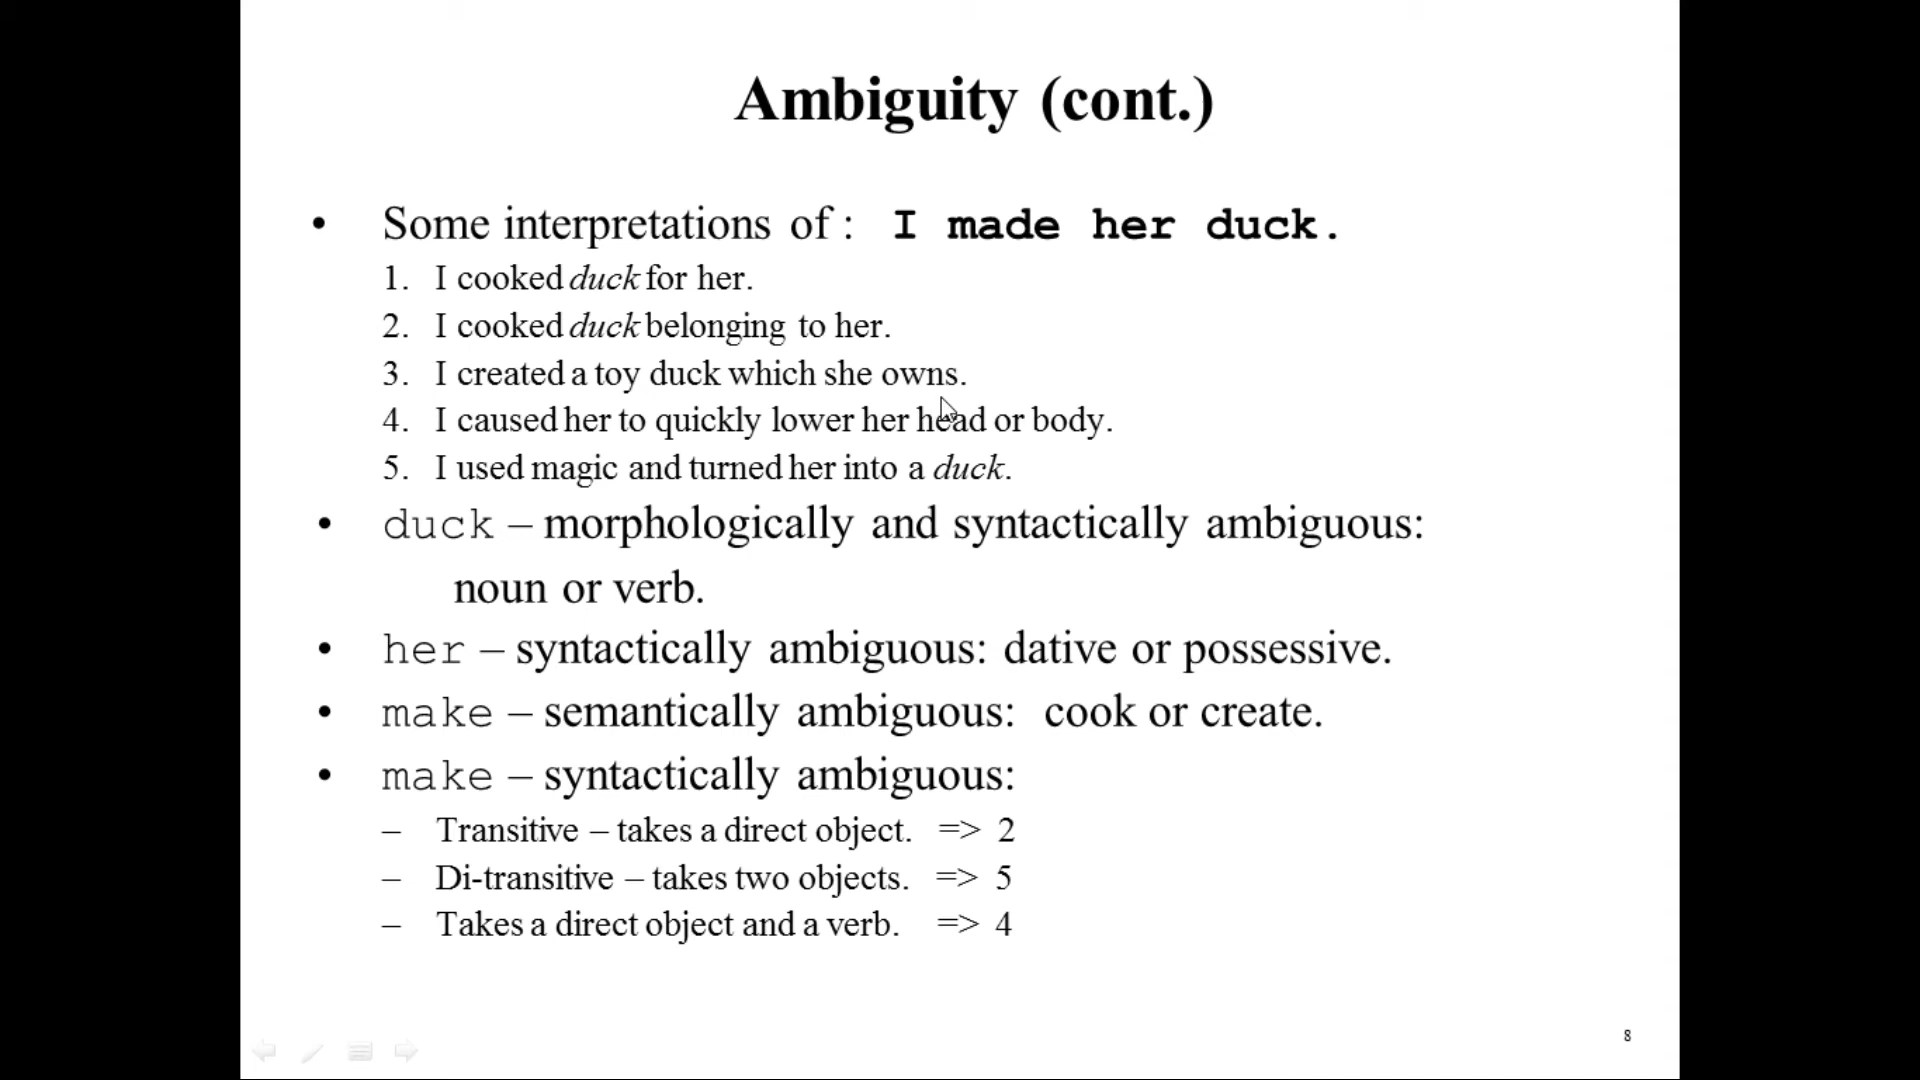 Ambiguity (cont.)
• Some interpretations of : I made her duck.
1. I cooked duck for her.
2. I cooked duck belonging to her.
3. I created a toy duck which she owns.
4. I caused her to quickly lower her head or body.
5. I used magic and turned her into a duck.
• duck – morphologically and syntactically ambiguous:
noun or verb.
• her – syntactically ambiguous: dative or possessive.
• make – semantically ambiguous: cook or create.
• make – syntactically ambiguous:
– Transitive – takes a direct object. => 2
– Di-transitive – takes two objects. => 5
– Takes a direct object and a verb. => 4
8